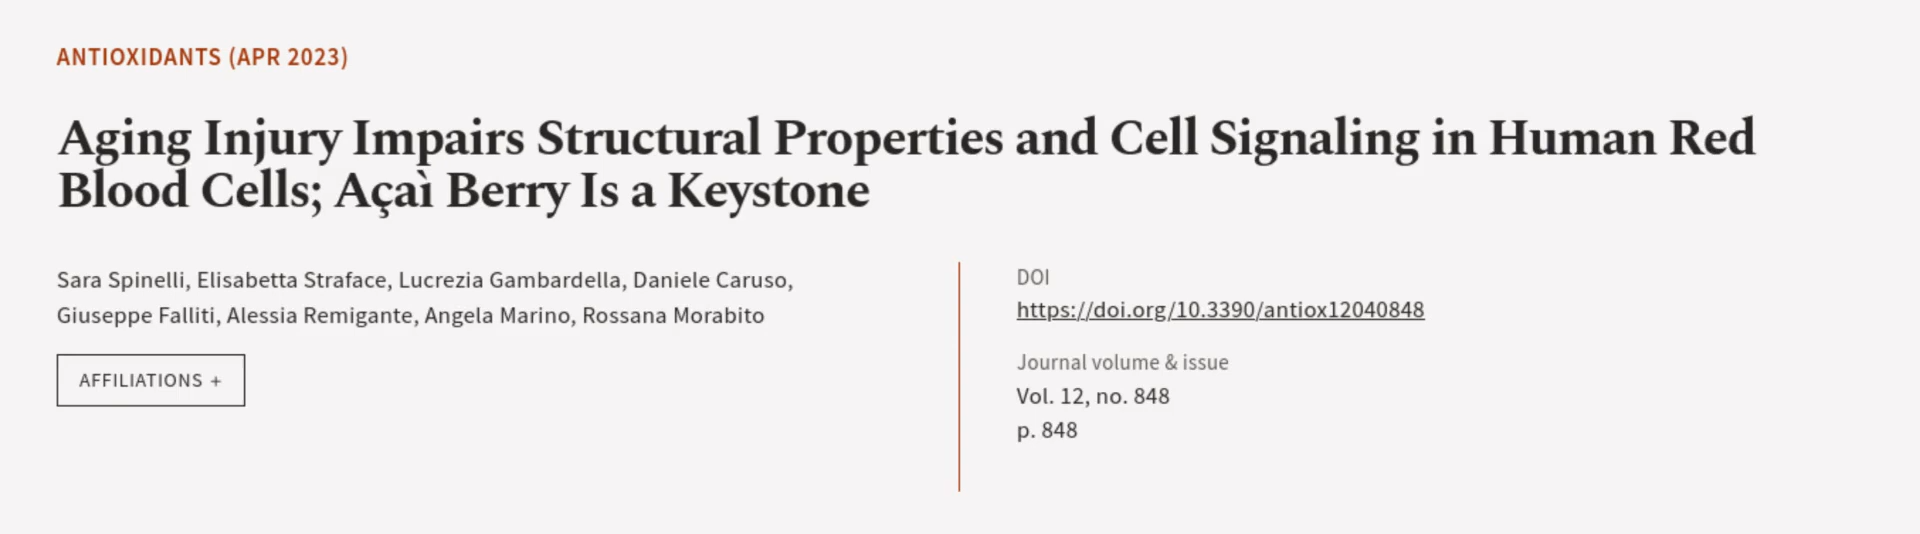 ANTIOXIDANTS (APR 2023)
Aging Injury Impairs Structural Properties and Cell Signaling in Human Red
Blood Cells; Açaì Berry Is a Keystone
Sara Spinelli, Elisabetta Straface, Lucrezia Gambardella, Daniele Caruso,
Giuseppe Falliti, Alessia Remigante, Angela Marino, Rossana Morabito
AFFILIATIONS +
DOI
https://doi.org/10.3390/antiox12040848
Journal volume & issue
Vol. 12, no. 848
p. 848